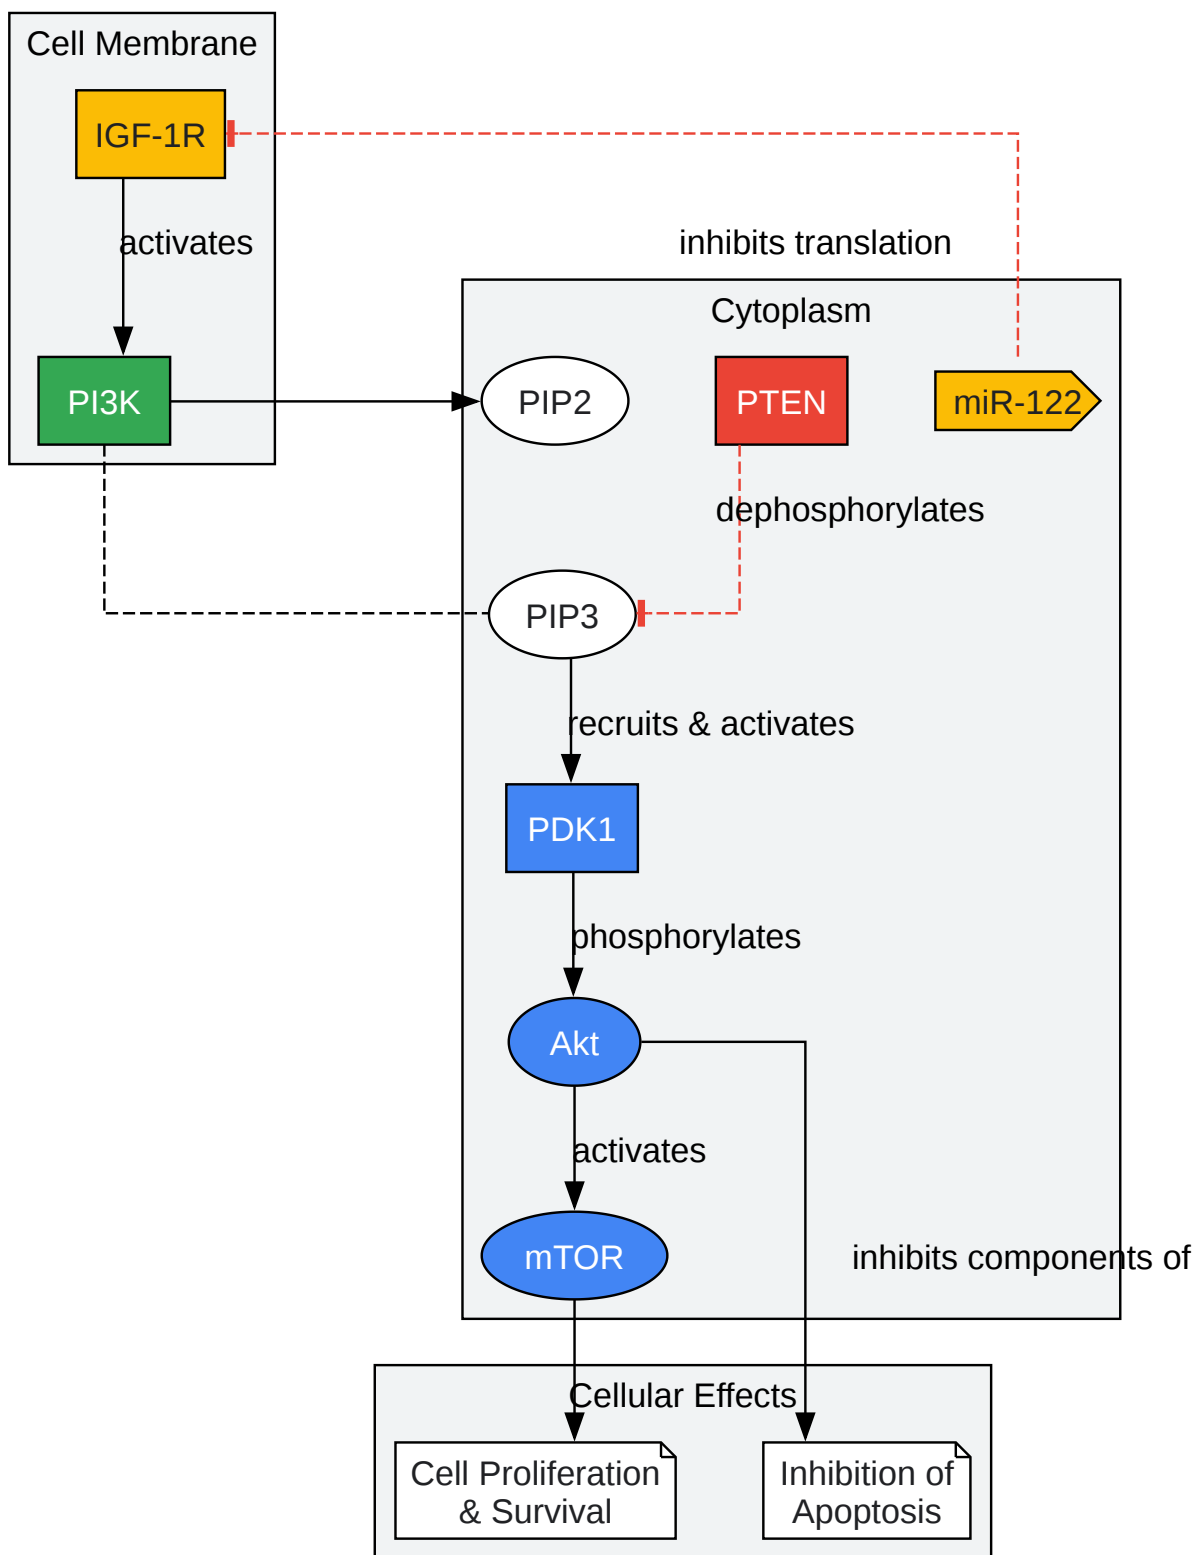 Cell Membrane
IGF-1R
activates
inhibits translation
Cytoplasm
PI3K
PIP2
PTEN
miR-122
dephosphorylates
PIP3
recruits & activates
PDK1
phosphorylates
Akt
activates
mTOR
inhibits components of
Cellular Effects
Cell Proliferation
& Survival
Inhibition of
Apoptosis